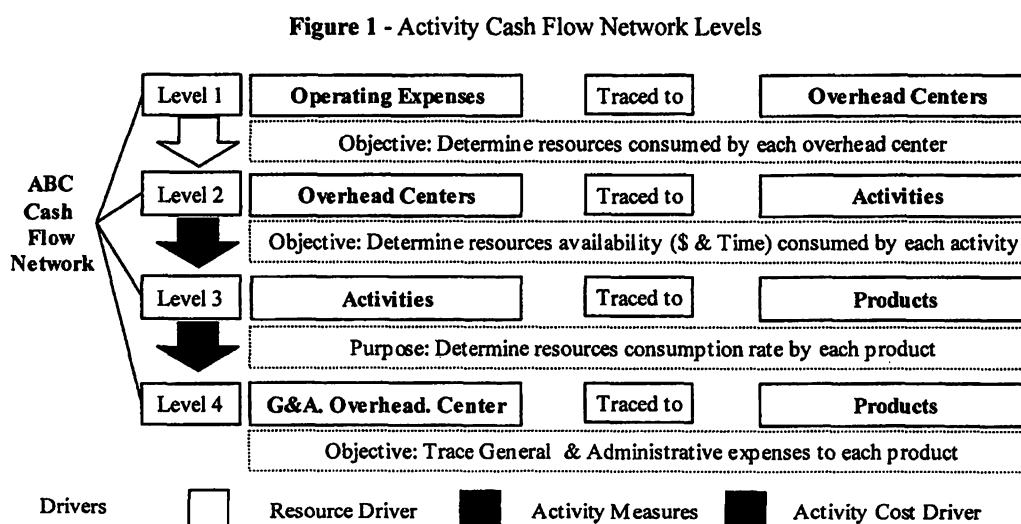 Figure 1 - Activity Cash Flow Network Levels
Level 1 Operating Expenses Traced to Overhead Centers
Objective: Determine resources consumed by each overhead center
ABC
Cash
Flow
Network
Level 2 Overhead Centers Traced to Activities
Objective: Determine resources availability ($ & Time) consumed by each activity
Level 3 Activities Traced to Products
Purpose: Determine resources consumption rate by each product
Level 4 G&A. Overhead. Center Traced to Products
Objective: Trace General & Administrative expenses to each product
Drivers Resource Driver Activity Measures Activity Cost Driver